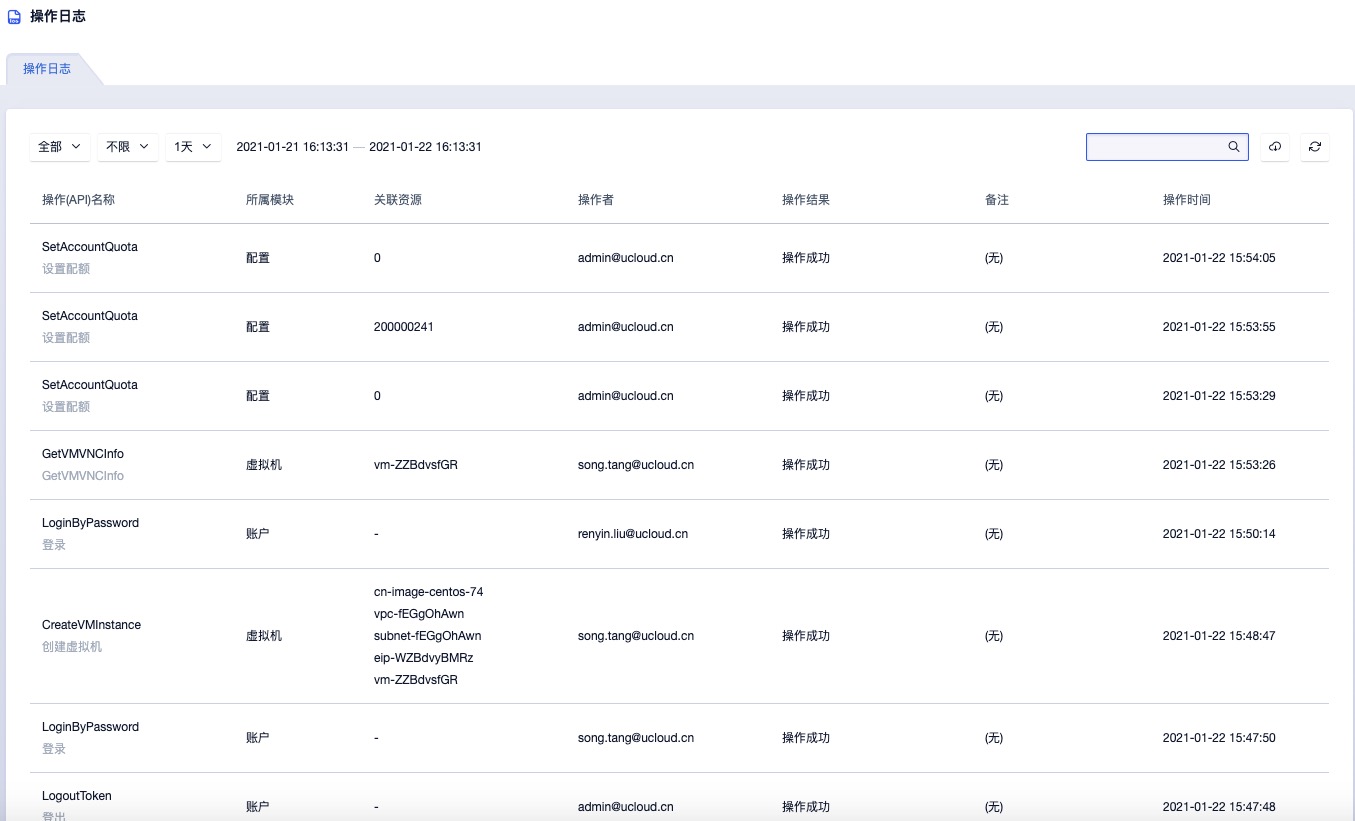 操作日志
操作日志
全部 不限 1天 2021-01-21 16:13:31 — 2021-01-22 16:13:31
操作(API)名称 所属模块 关联资源 操作者 操作结果 备注 操作时间
SetAccountQuota
设置配额
配置 0 admin@ucloud.cn 操作成功 (无) 2021-01-22 15:54:05
SetAccountQuota
设置配额
配置 200000241 admin@ucloud.cn 操作成功 (无) 2021-01-22 15:53:55
SetAccountQuota
设置配额
配置 0 admin@ucloud.cn 操作成功 (无) 2021-01-22 15:53:29
GetVMVNCInfo
GetVMVNCInfo
虚拟机 vm-ZZBdvsfGR song.tang@ucloud.cn 操作成功 (无) 2021-01-22 15:53:26
LoginByPassword
登录
账户 - renyin.liu@ucloud.cn 操作成功 (无) 2021-01-22 15:50:14
CreateVMInstance
创建虚拟机
虚拟机
cn-image-centos-74
vpc-fEGgOhAwn
subnet-fEGgOhAwn
eip-WZBdvyBMRz
vm-ZZBdvsfGR
song.tang@ucloud.cn 操作成功 (无) 2021-01-22 15:48:47
LoginByPassword
登录
账户 - song.tang@ucloud.cn 操作成功 (无) 2021-01-22 15:47:50
LogoutToken
登出
账户 - admin@ucloud.cn 操作成功 (无) 2021-01-22 15:47:48